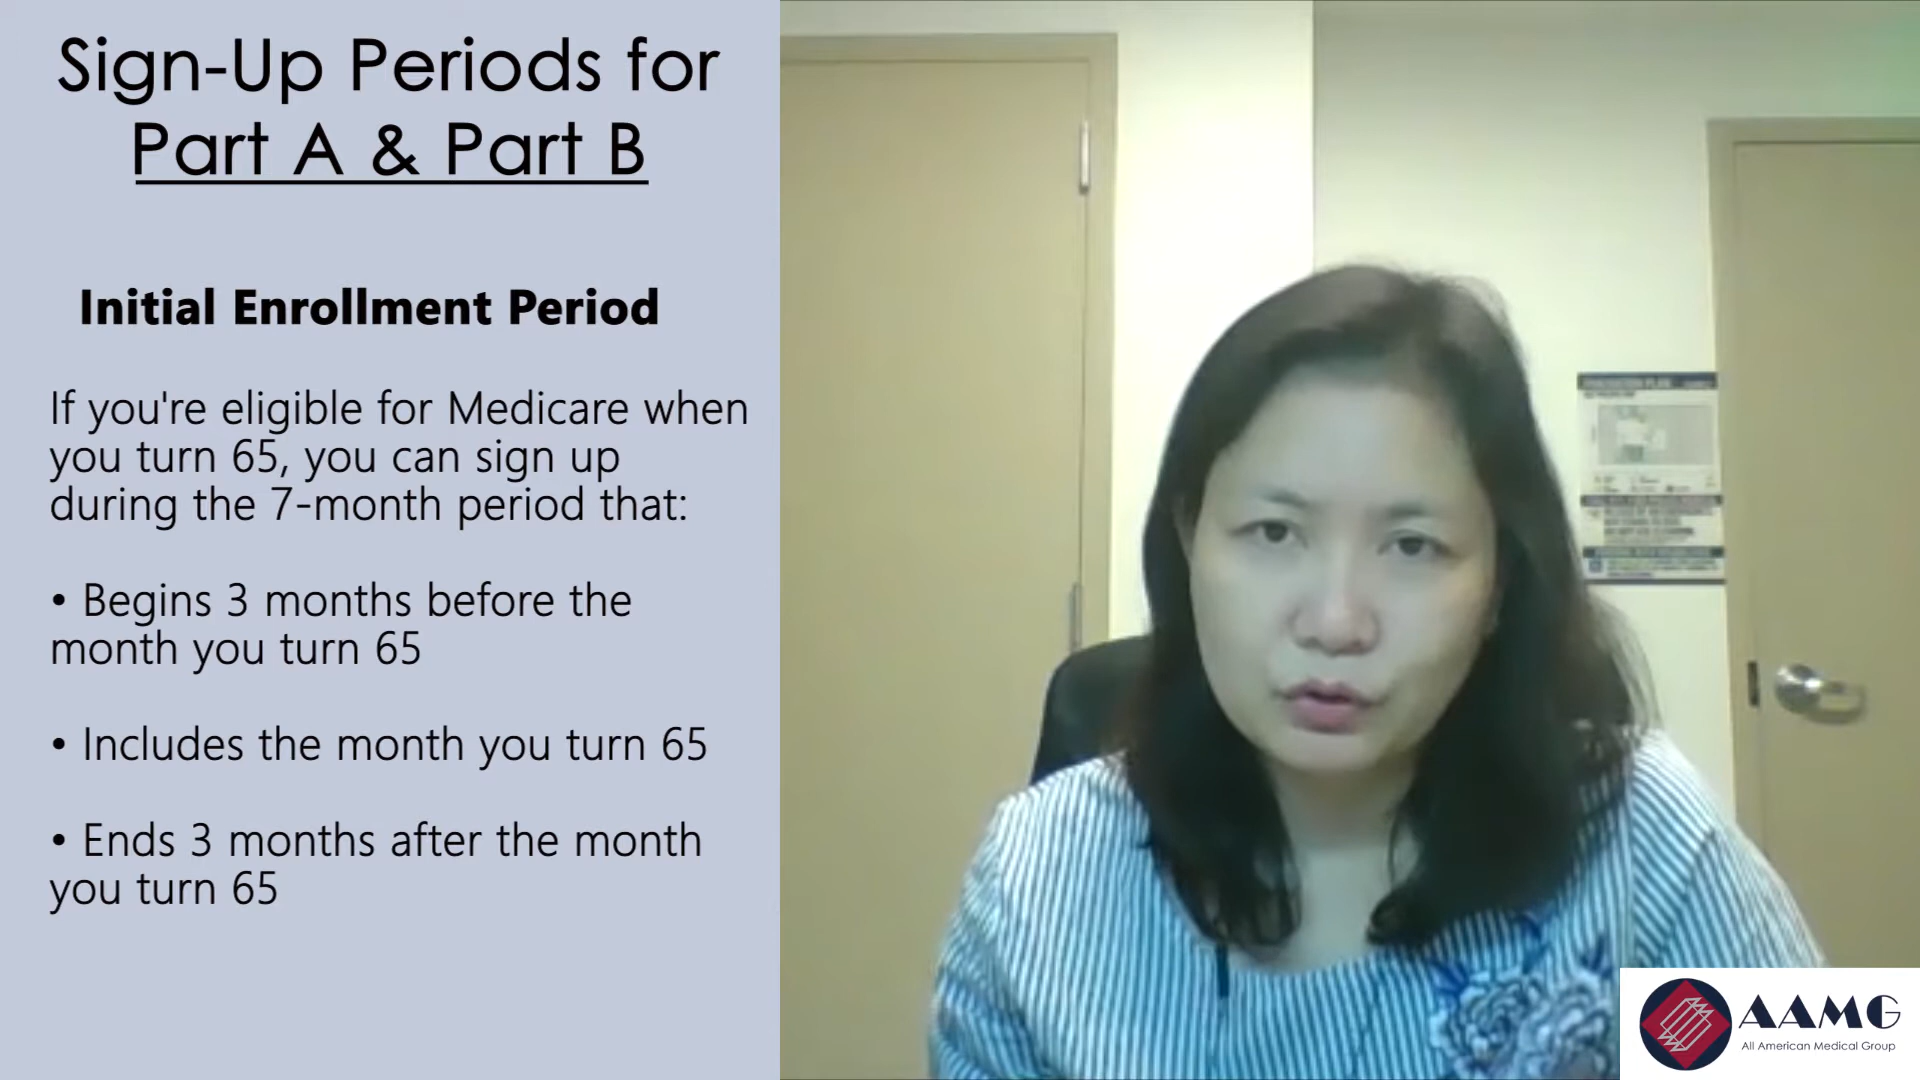 Sign-Up Periods for
Part A & Part B
Initial Enrollment Period
If you're eligible for Medicare when
you turn 65, you can sign up
during the 7-month period that:
• Begins 3 months before the
month you turn 65
• Includes the month you turn 65
• Ends 3 months after the month
you turn 65
AAMG
All American Medical Group